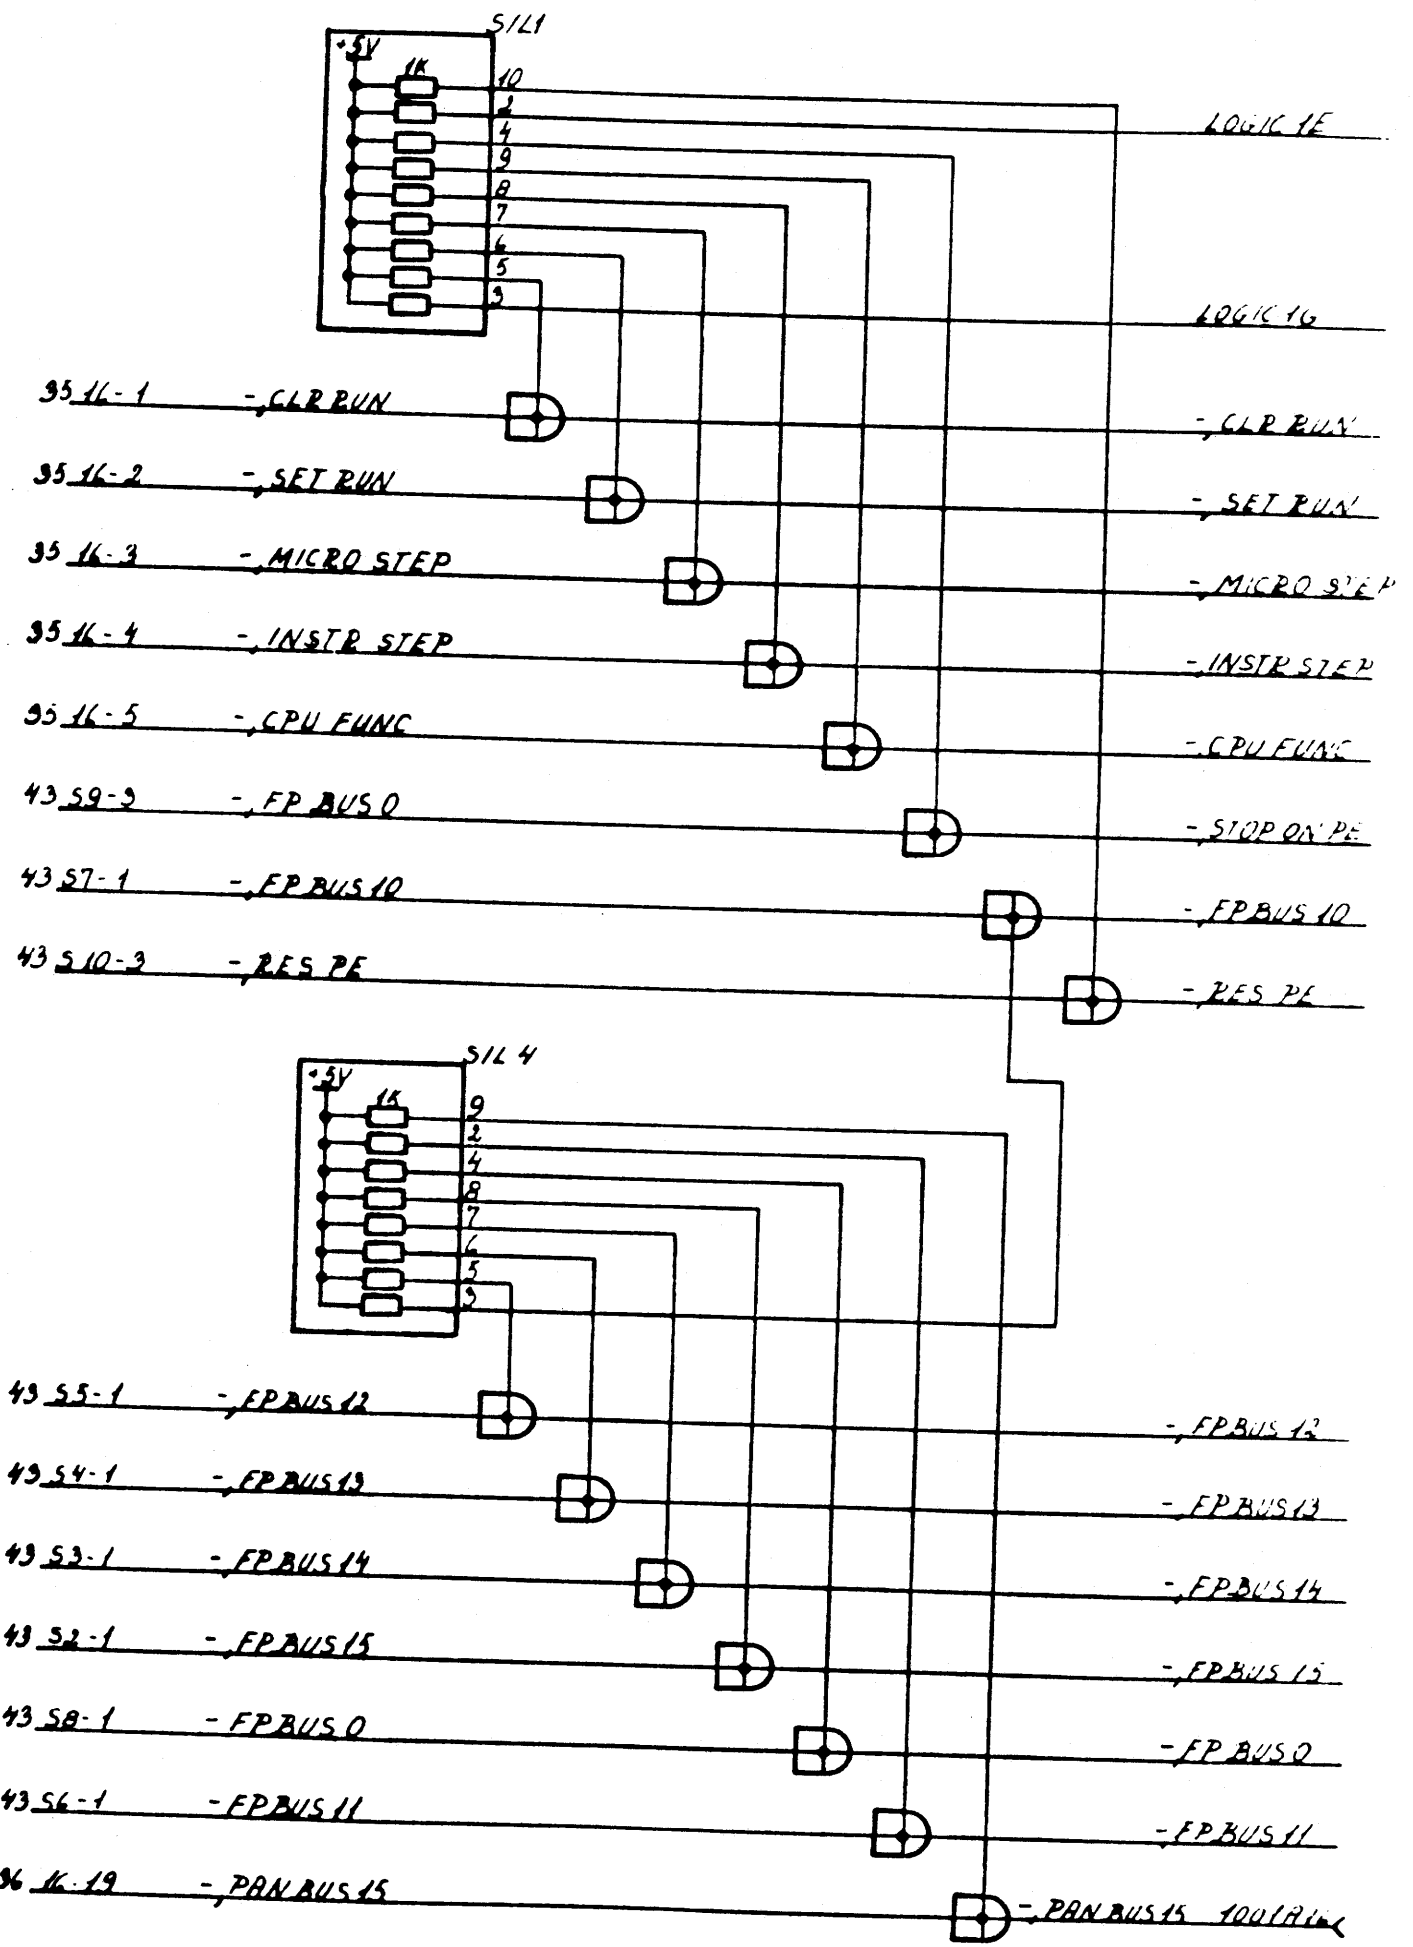 SIL1
+5V
1K
10
2
LOGIC 1E
4
9
8
7
6
5
3
LOGIC 1G
35 16-1 -, CLR RUN -, CLR RUN
35 16-2 -, SET RUN -, SET RUN
35 16-3 -, MICRO STEP -, MICRO STEP
35 16-4 -, INSTR STEP -, INSTR STEP
35 16-5 -, CPU FUNC -, CPU FUNC
43 S9-3 -, FP BUS 0 -, STOP ON PE
43 S7-1 -, FP BUS 10 -, FP BUS 10
43 S10-3 -, RES PE -, RES PE
SIL 4
+5V
1K
9
2
4
8
7
6
5
3
43 S5-1 -, FP BUS 12 -, FP BUS 12
43 S4-1 -, FP BUS 13 -, FP BUS 13
43 S3-1 -, FP BUS 14 -, FP BUS 14
43 S2-1 -, FP BUS 15 -, FP BUS 15
43 S8-1 -, FP BUS 0 -, FP BUS 0
43 S6-1 -, FP BUS 11 -, FP BUS 11
36 16-19 -, PAN BUS 15 -, PAN BUS 15